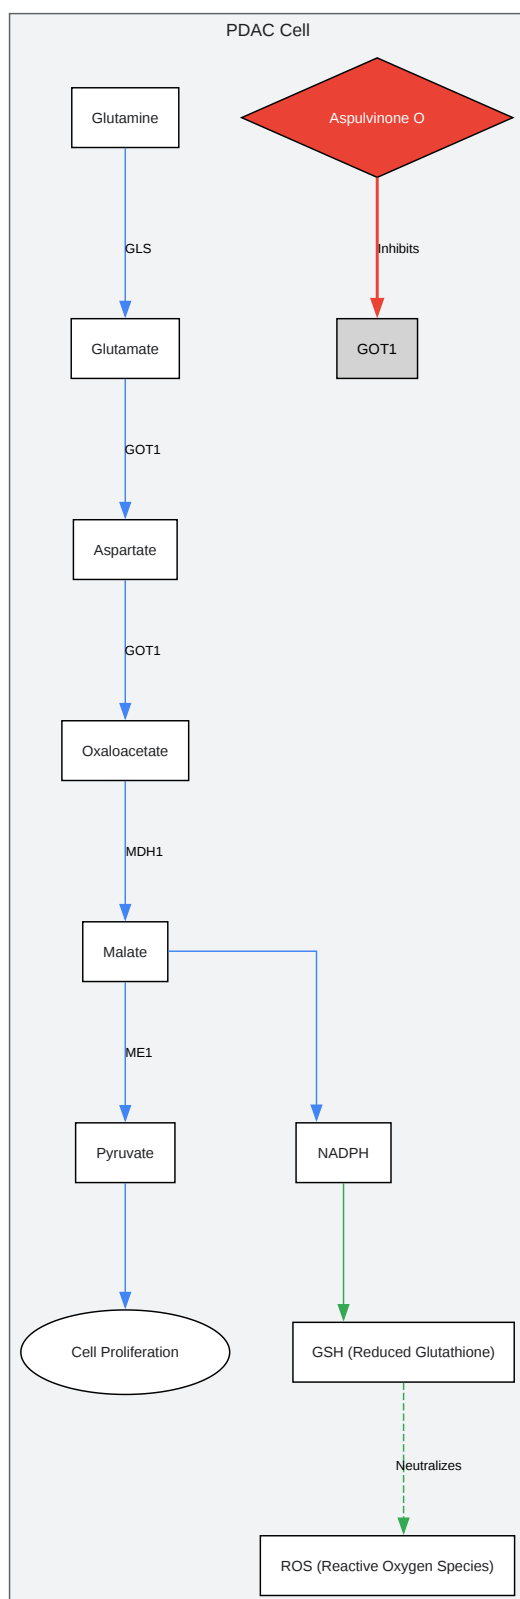 PDAC Cell
Glutamine
Aspulvinone O
GLS
Inhibits
Glutamate
GOT1
GOT1
Aspartate
GOT1
Oxaloacetate
MDH1
Malate
ME1
Pyruvate
NADPH
Cell Proliferation
GSH (Reduced Glutathione)
Neutralizes
ROS (Reactive Oxygen Species)